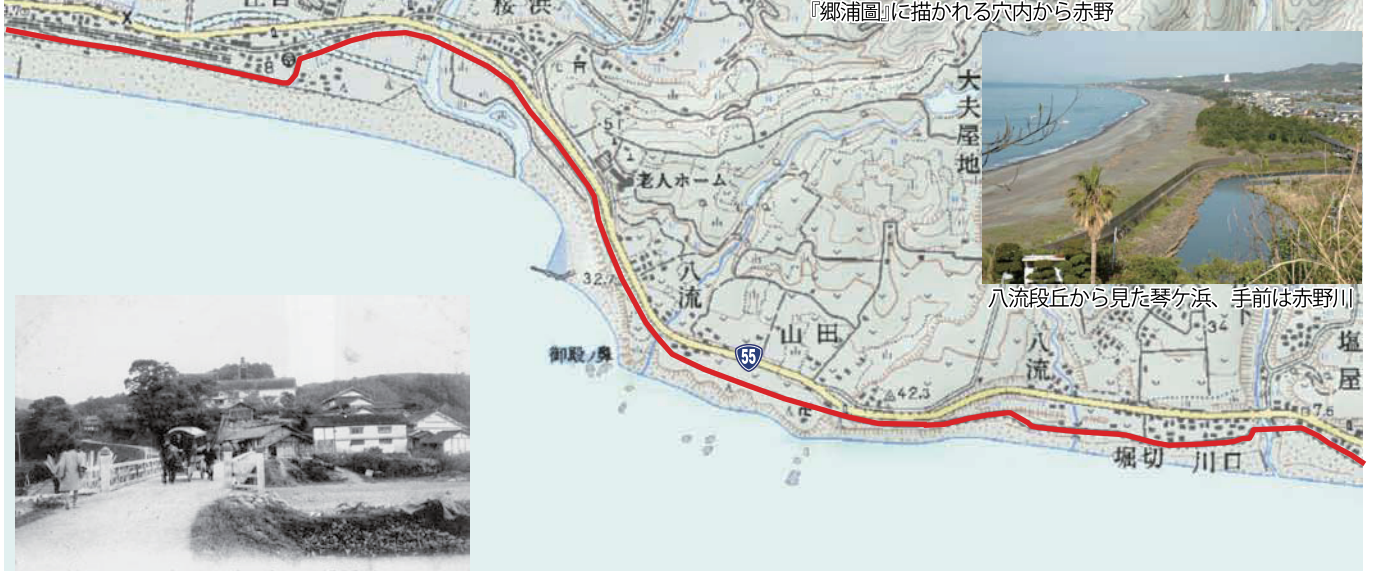 『郷浦圖』に描かれる穴内から赤野
桜浜
大夫屋地
51
老人ホーム
八流段丘から見た琴ケ浜、手前は赤野川
32.7
八流
山田
御殿ノ鼻
55
42.3
八流
34
塩屋
7.6
堀切
川口